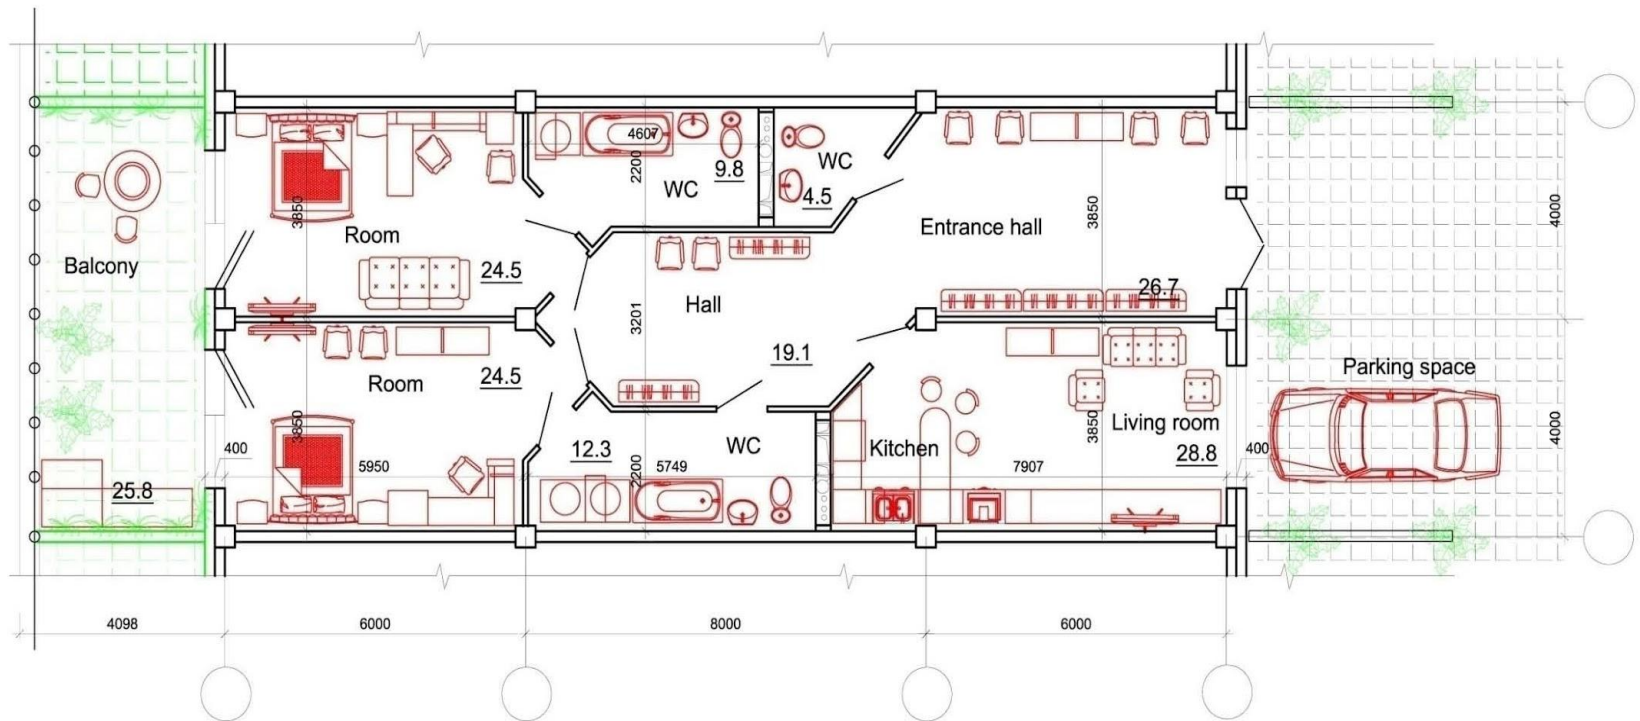 4607
WC
9.8
2200
WC
4.5
3850
Room
Entrance hall
3850
4000
Balcony
24.5
26.7
Hall
3201
19.1
Room
24.5
Parking space
3850
Living room
3850
4000
400
12.3
WC
Kitchen
28.8
400
5950
2200
5749
7907
25.8
4098
6000
8000
6000